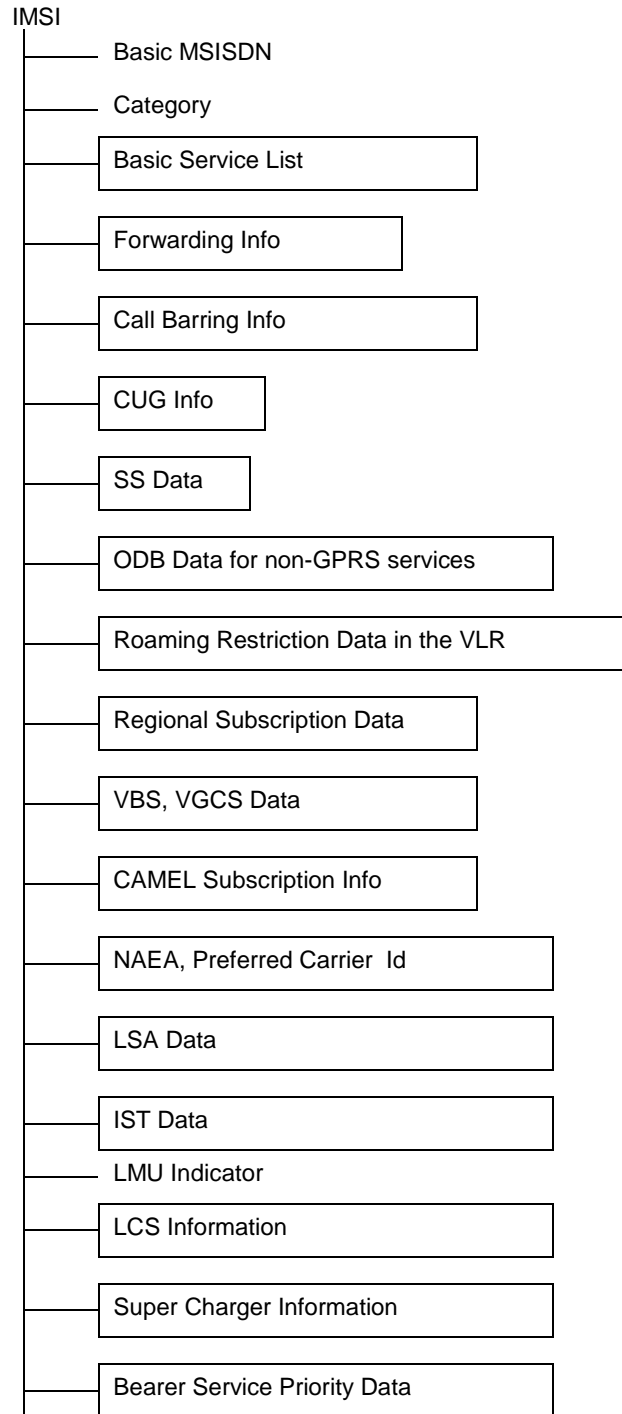 IMSI
Basic MSISDN
Category
Basic Service List
Forwarding Info
Call Barring Info
CUG Info
SS Data
ODB Data for non-GPRS services
Roaming Restriction Data in the VLR
Regional Subscription Data
VBS, VGCS Data
CAMEL Subscription Info
NAEA, Preferred Carrier Id
LSA Data
IST Data
LMU Indicator
LCS Information
Super Charger Information
Bearer Service Priority Data